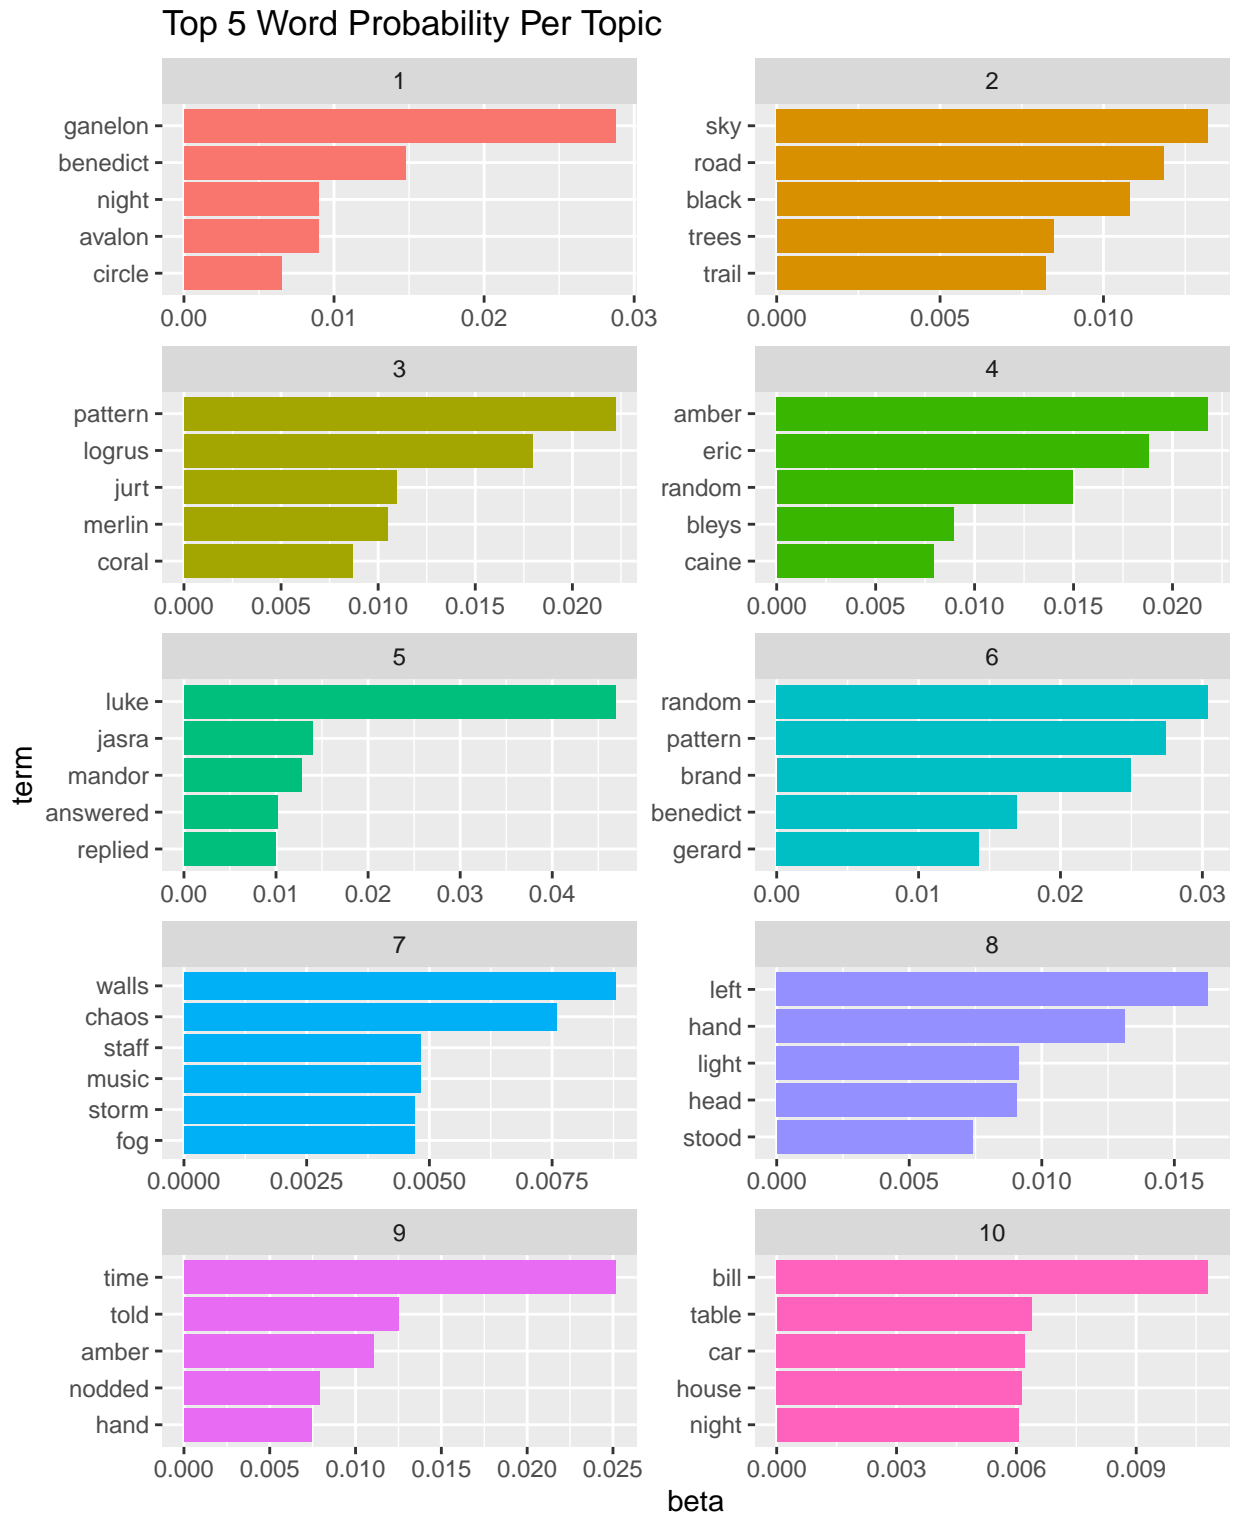 Top 5 Word Probability Per Topic
1
ganelon
benedict
night
avalon
circle
0.00 0.01 0.02 0.03
2
sky
road
black
trees
trail
0.000 0.005 0.010
3
pattern
logrus
jurt
merlin
coral
0.000 0.005 0.010 0.015 0.020
4
amber
eric
random
bleys
caine
0.000 0.005 0.010 0.015 0.020
5
luke
jasra
mandor
answered
replied
0.00 0.01 0.02 0.03 0.04
6
random
pattern
brand
benedict
gerard
0.00 0.01 0.02 0.03
7
walls
chaos
staff
music
storm
fog
0.0000 0.0025 0.0050 0.0075
8
left
hand
light
head
stood
0.000 0.005 0.010 0.015
9
time
told
amber
nodded
hand
0.000 0.005 0.010 0.015 0.020 0.025
10
bill
table
car
house
night
0.000 0.003 0.006 0.009
term
beta